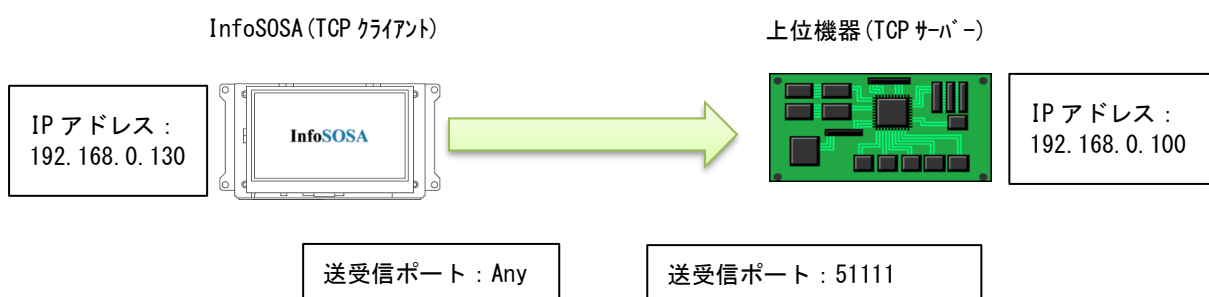 InfoSOSA(TCP ｸﾗｲｱﾝﾄ)
上位機器(TCP ｻｰﾊﾞｰ)
IP アドレス：
192.168.0.130
InfoSOSA
IP アドレス：
192.168.0.100
送受信ポート：Any
送受信ポート：51111